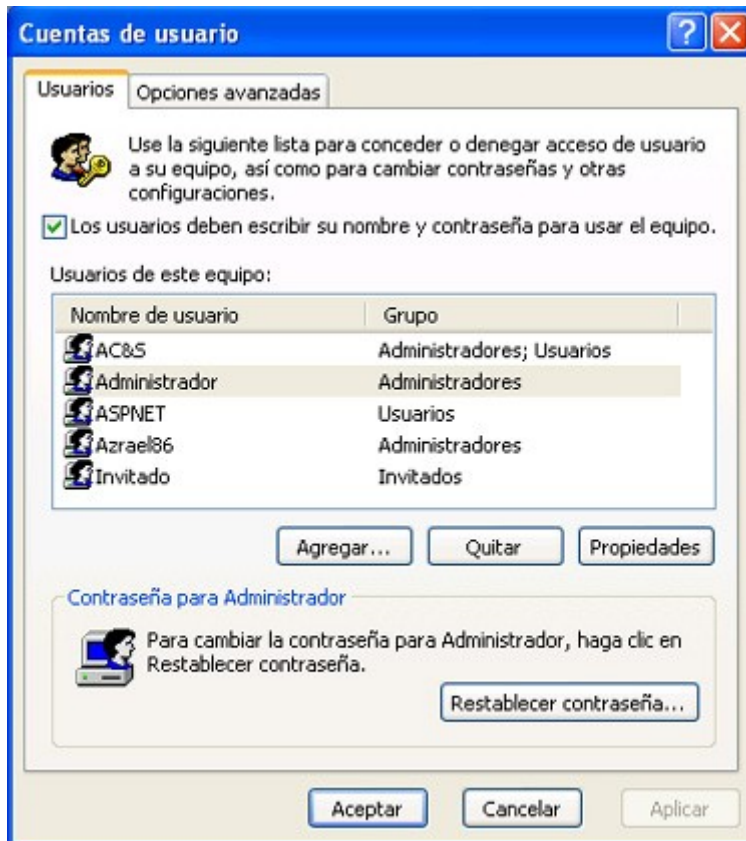 Cuentas de usuario
Usuarios Opciones avanzadas
Use la siguiente lista para conceder o denegar acceso de usuario
a su equipo, así como para cambiar contraseñas y otras
configuraciones.
Los usuarios deben escribir su nombre y contraseña para usar el equipo.
Usuarios de este equipo:
Nombre de usuario Grupo
AC&S Administradores; Usuarios
Administrador Administradores
ASPNET Usuarios
Azrael86 Administradores
Invitado Invitados
Agregar... Quitar Propiedades
Contraseña para Administrador
Para cambiar la contraseña para Administrador, haga clic en
Restablecer contraseña.
Restablecer contraseña...
Aceptar Cancelar Aplicar